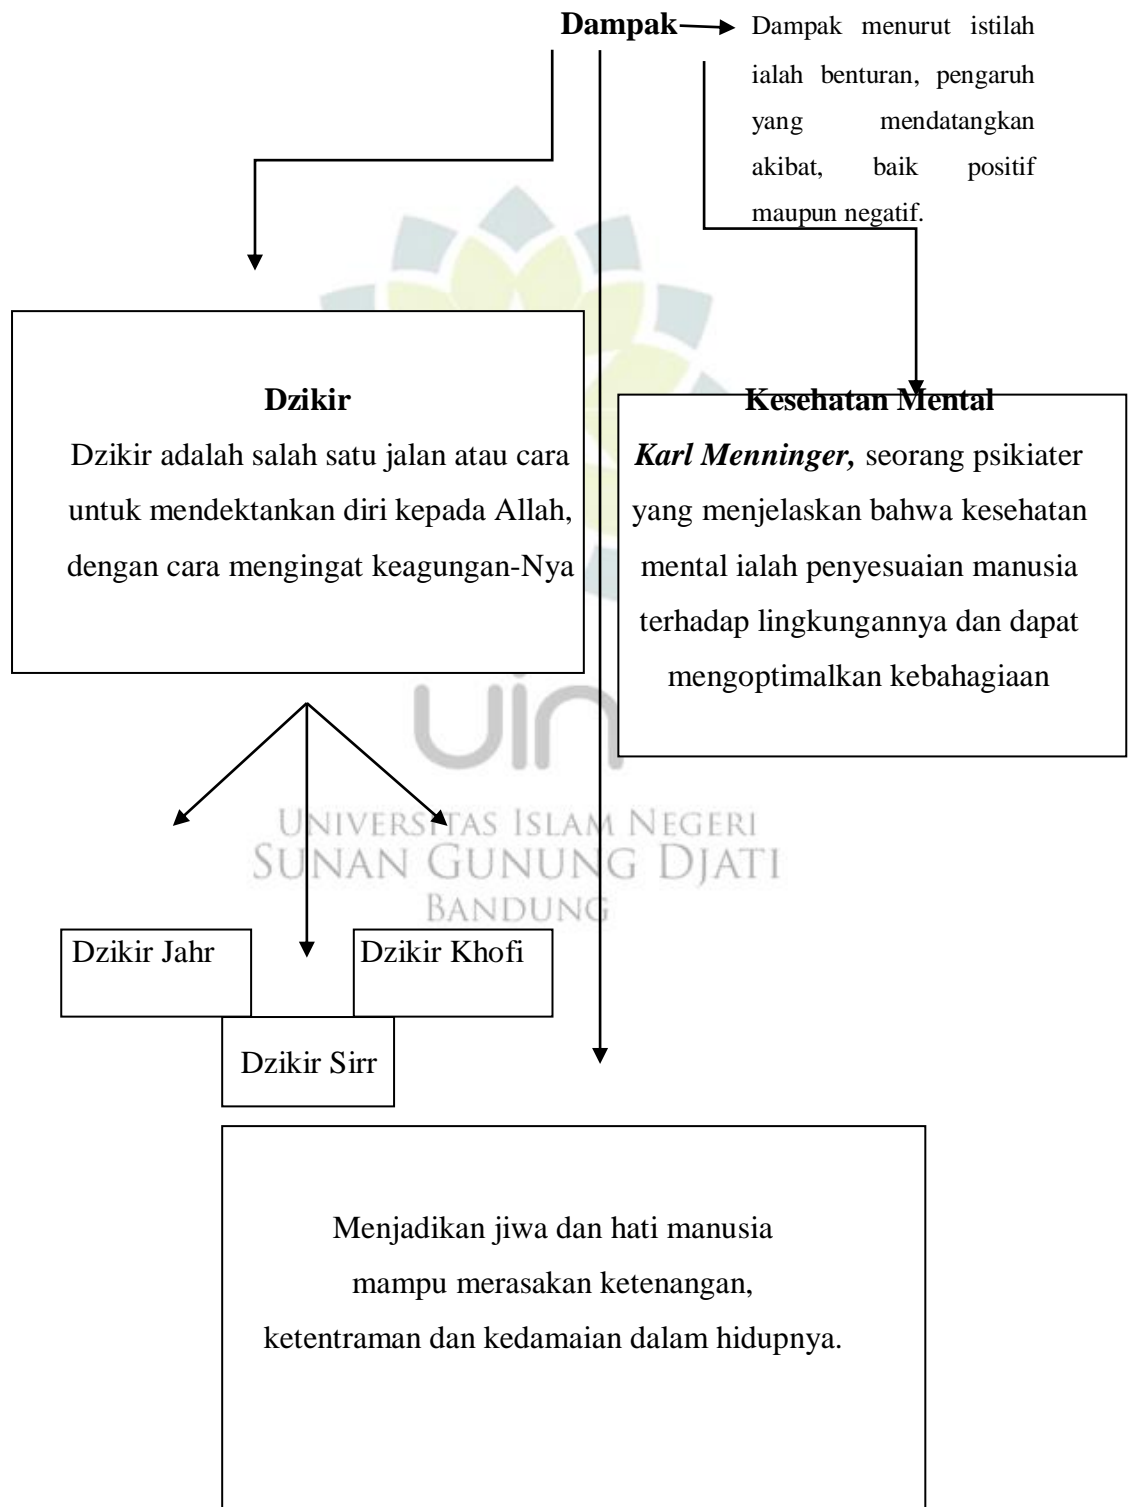 Dampak
Dampak menurut istilah
ialah benturan, pengaruh
yang mendatangkan
akibat, baik positif
maupun negatif.
Dzikir
Dzikir adalah salah satu jalan atau cara
untuk mendektankan diri kepada Allah,
dengan cara mengingat keagungan-Nya
Kesehatan Mental
Karl Menninger, seorang psikiater
yang menjelaskan bahwa kesehatan
mental ialah penyesuaian manusia
terhadap lingkungannya dan dapat
mengoptimalkan kebahagiaan
uin
UNIVERSITAS ISLAM NEGERI
SUNAN GUNUNG DJATI
BANDUNG
Dzikir Jahr
Dzikir Khofi
Dzikir Sirr
Menjadikan jiwa dan hati manusia
mampu merasakan ketenangan,
ketentraman dan kedamaian dalam hidupnya.